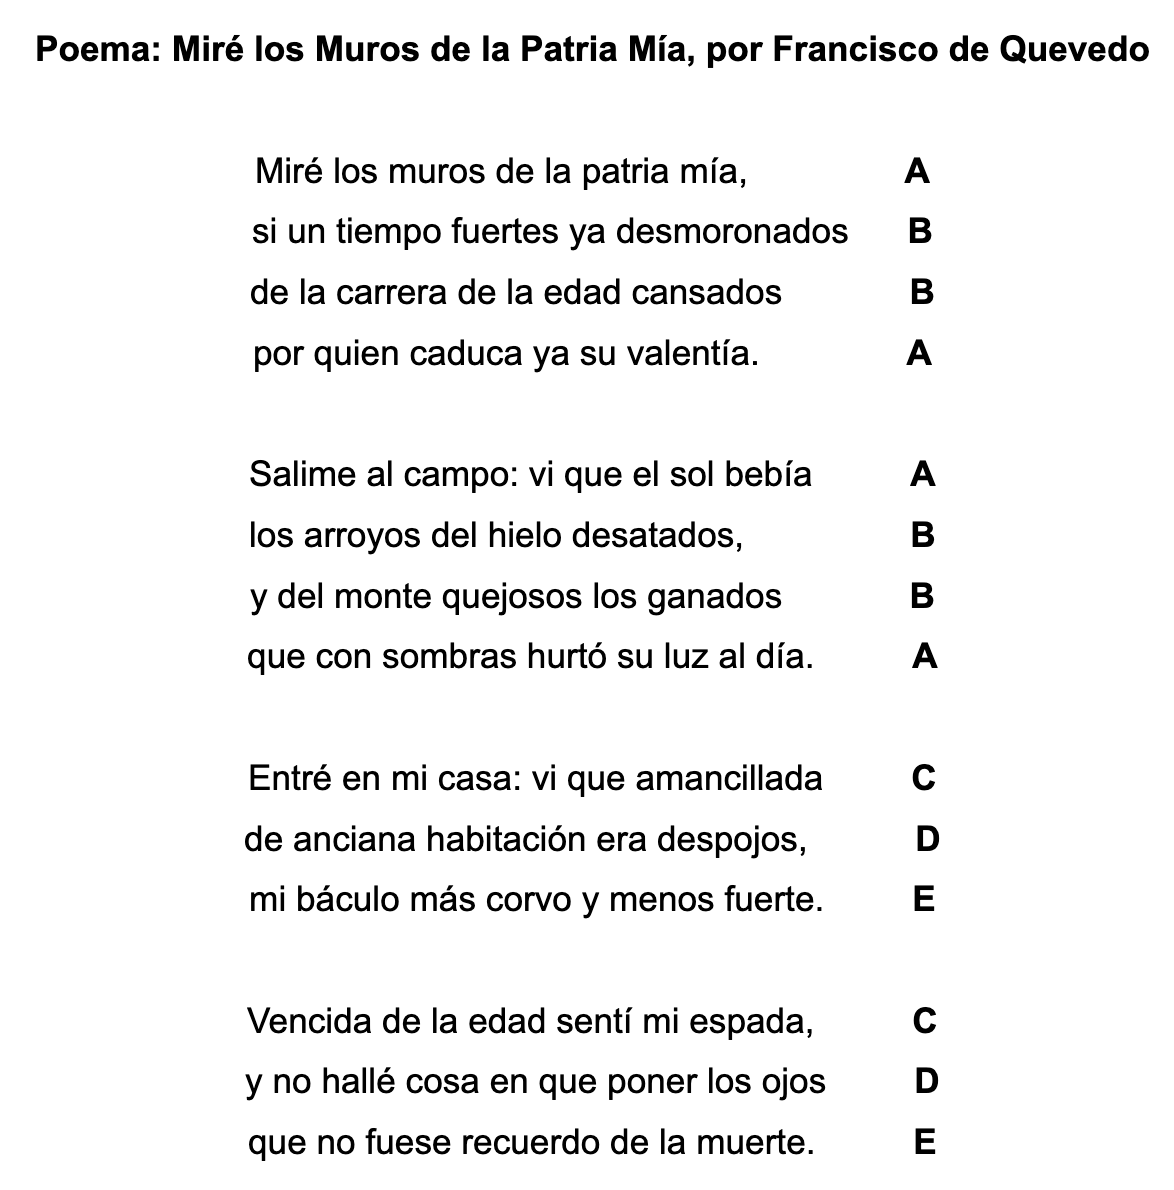 Poema: Miré los Muros de la Patria Mía, por Francisco de Quevedo
Miré los muros de la patria mía, A
si un tiempo fuertes ya desmoronados B
de la carrera de la edad cansados B
por quien caduca ya su valentía. A
Salime al campo: vi que el sol bebía A
los arroyos del hielo desatados, B
y del monte quejosos los ganados B
que con sombras hurtó su luz al día. A
Entré en mi casa: vi que amancillada C
de anciana habitación era despojos, D
mi báculo más corvo y menos fuerte. E
Vencida de la edad sentí mi espada, C
y no hallé cosa en que poner los ojos D
que no fuese recuerdo de la muerte. E